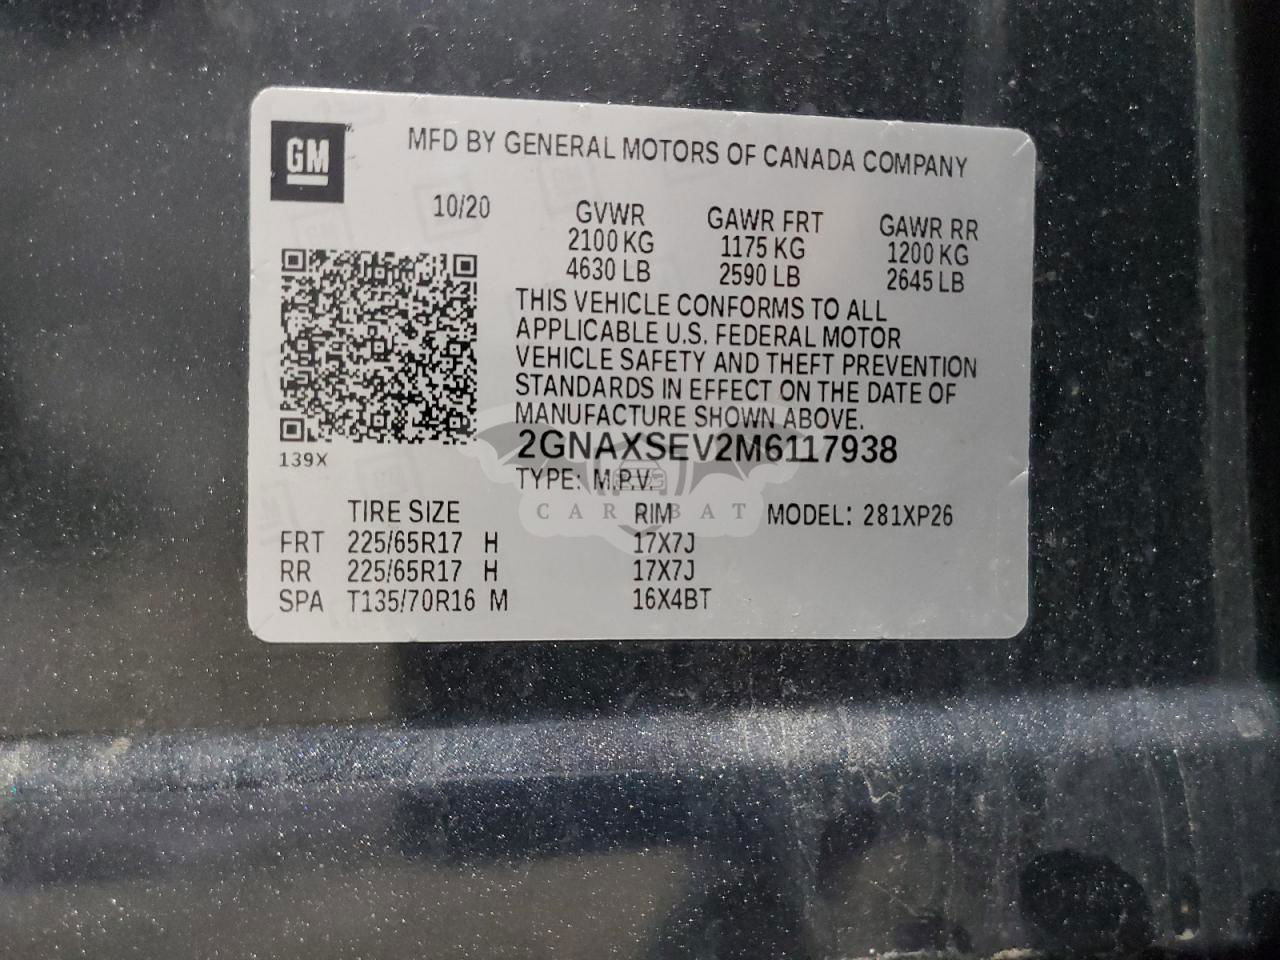 GM
MFD BY GENERAL MOTORS OF CANADA COMPANY
10/20
GVWR
2100 KG
4630 LB
GAWR FRT
1175 KG
2590 LB
GAWR RR
1200 KG
2645 LB
THIS VEHICLE CONFORMS TO ALL
APPLICABLE U.S. FEDERAL MOTOR
VEHICLE SAFETY AND THEFT PREVENTION
STANDARDS IN EFFECT ON THE DATE OF
MANUFACTURE SHOWN ABOVE.
139X
2GNAXSEV2M6117938
TYPE: M.P.V.
CAR BAT
TIRE SIZE RIM MODEL: 281XP26
FRT 225/65R17 H 17X7J
RR 225/65R17 H 17X7J
SPA T135/70R16 M 16X4BT